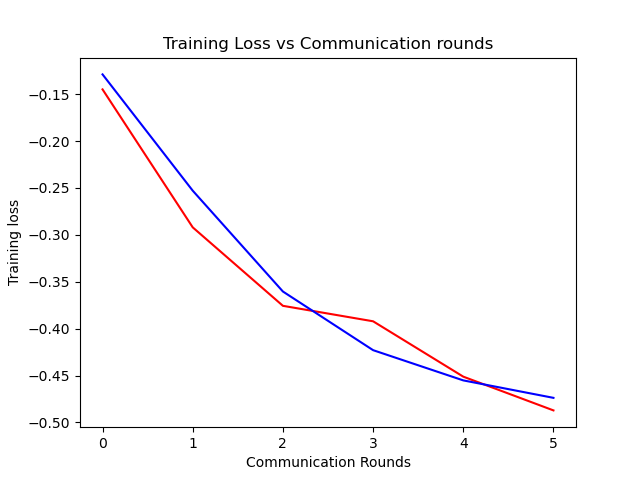 Training Loss vs Communication rounds
−0.15
−0.20
−0.25
−0.30
−0.35
−0.40
−0.45
−0.50
Training loss
0 1 2 3 4 5
Communication Rounds